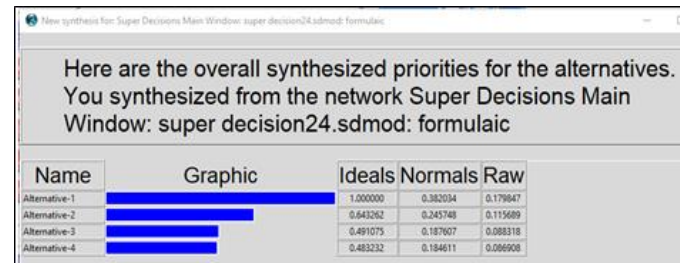 New synthesis for: Super Decisions Main Window: super decision24.sdmod: formulaic
Here are the overall synthesized priorities for the alternatives.
You synthesized from the network Super Decisions Main
Window: super decision24.sdmod: formulaic
Name Graphic Ideals Normals Raw
Alternative-1 1.000000 0.382034 0.179847
Alternative-2 0.643262 0.245748 0.115689
Alternative-3 0.491075 0.187607 0.088318
Alternative-4 0.483232 0.184611 0.086908